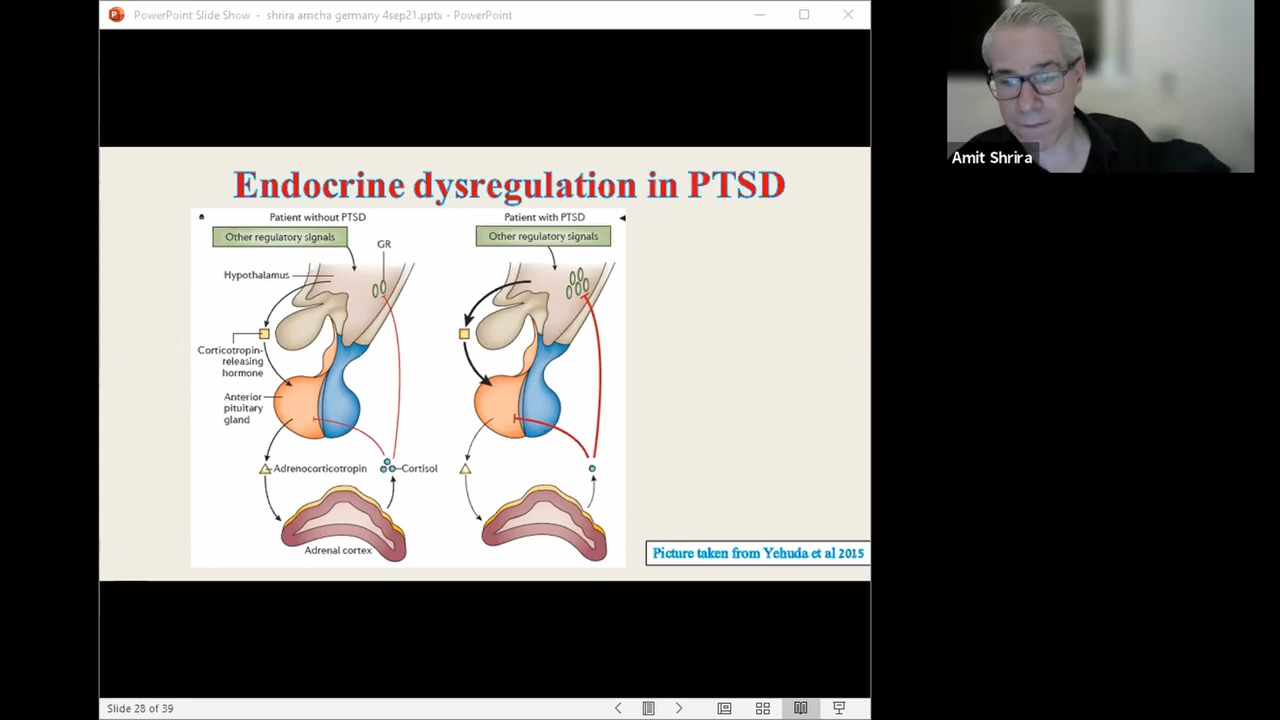 PowerPoint Slide Show - shrira amcha germany 4sep21.pptx - PowerPoint
Amit Shrira
Endocrine dysregulation in PTSD
a
Patient without PTSD
Other regulatory signals
GR
Hypothalamus
Corticotropin-
releasing
hormone
Anterior
pituitary
gland
Adrenocorticotropin
Cortisol
Adrenal cortex
Patient with PTSD
Other regulatory signals
Picture taken from Yehuda et al 2015
Slide 28 of 39